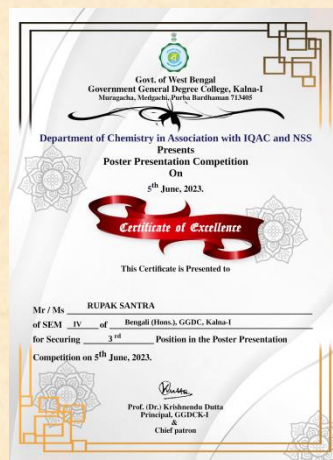 Govt. of West Bengal
Government General Degree College, Kalna-I
Muragacha, Medgachi, Purba Bardhaman 713405
Department of Chemistry in Association with IQAC and NSS
Presents
Poster Presentation Competition
On
5th June, 2023.
Certificate of Excellence
This Certificate is Presented to
Mr / Ms RUPAK SANTRA
of SEM IV of Bengali (Hons.), GGDC, Kalna-I
for Securing 3rd Position in the Poster Presentation
Competition on 5th June, 2023.
Prof. (Dr.) Krishnendu Dutta
Principal, GGDCK-I
&
Chief patron